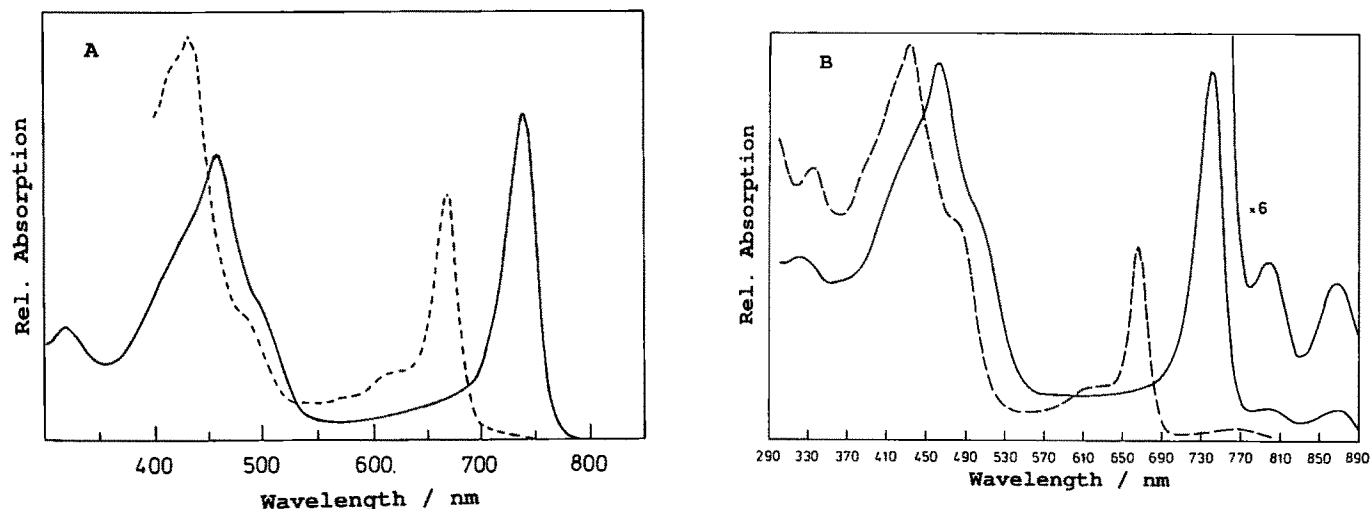 A
Rel. Absorption
400 500 600. 700 800
Wavelength / nm
B
Rel. Absorption
×6
290 330 370 410 450 490 530 570 610 650 690 730 770 810 850 890
Wavelength / nm